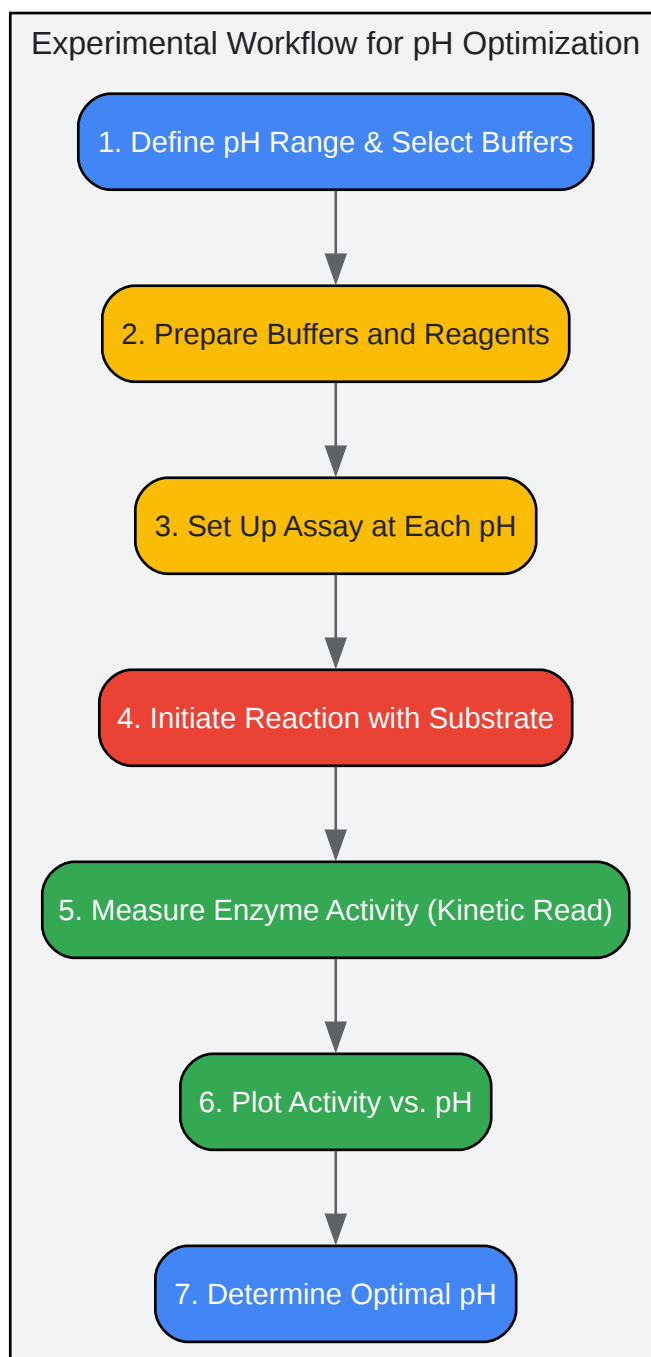 Experimental Workflow for pH Optimization
1. Define pH Range & Select Buffers
2. Prepare Buffers and Reagents
3. Set Up Assay at Each pH
4. Initiate Reaction with Substrate
5. Measure Enzyme Activity (Kinetic Read)
6. Plot Activity vs. pH
7. Determine Optimal pH